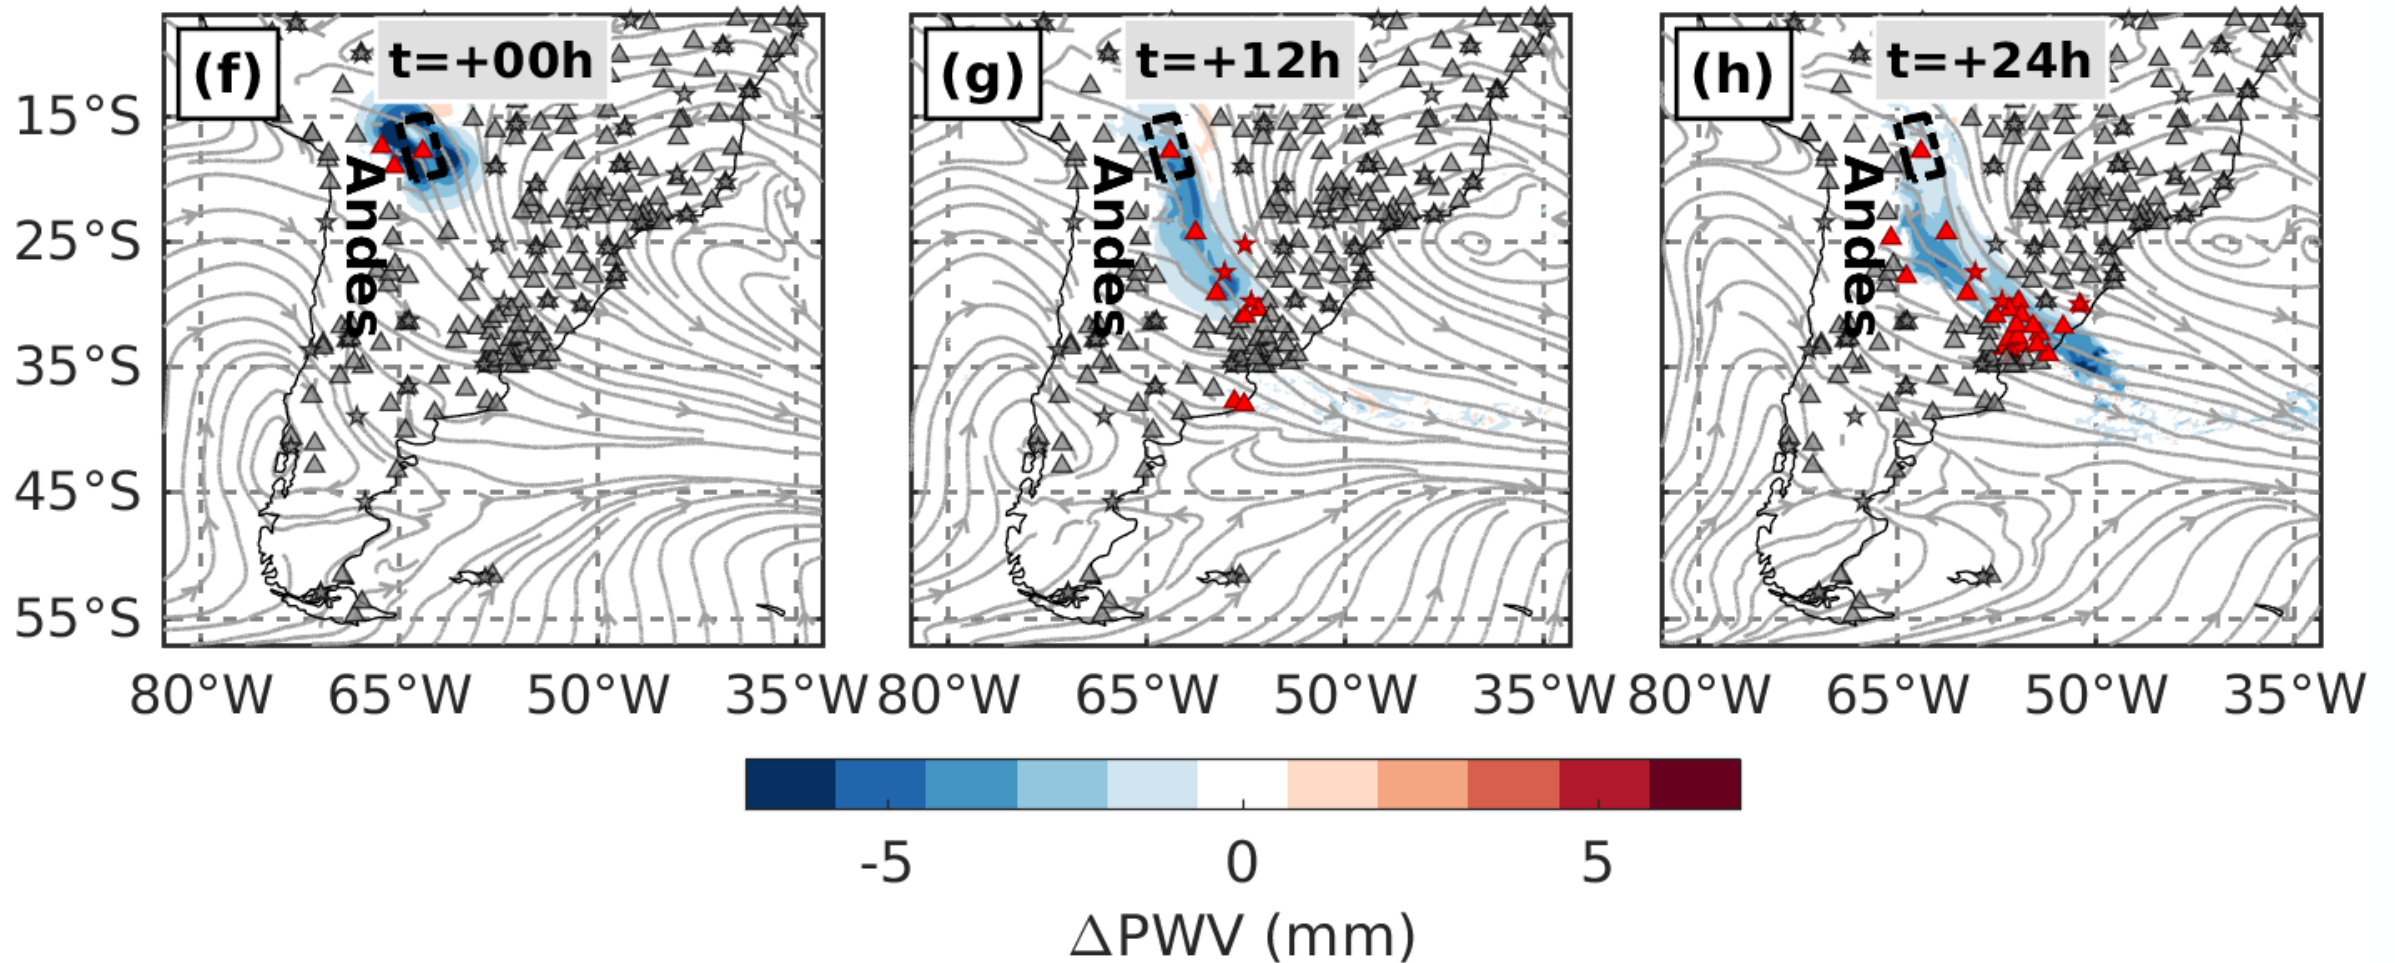 (f) t=+00h (g) t=+12h (h) t=+24h
15°S
Andes Andes Andes
25°S
35°S
45°S
55°S
80°W 65°W 50°W 35°W 80°W 65°W 50°W 35°W 80°W 65°W 50°W 35°W
-5 0 5
ΔPWV (mm)